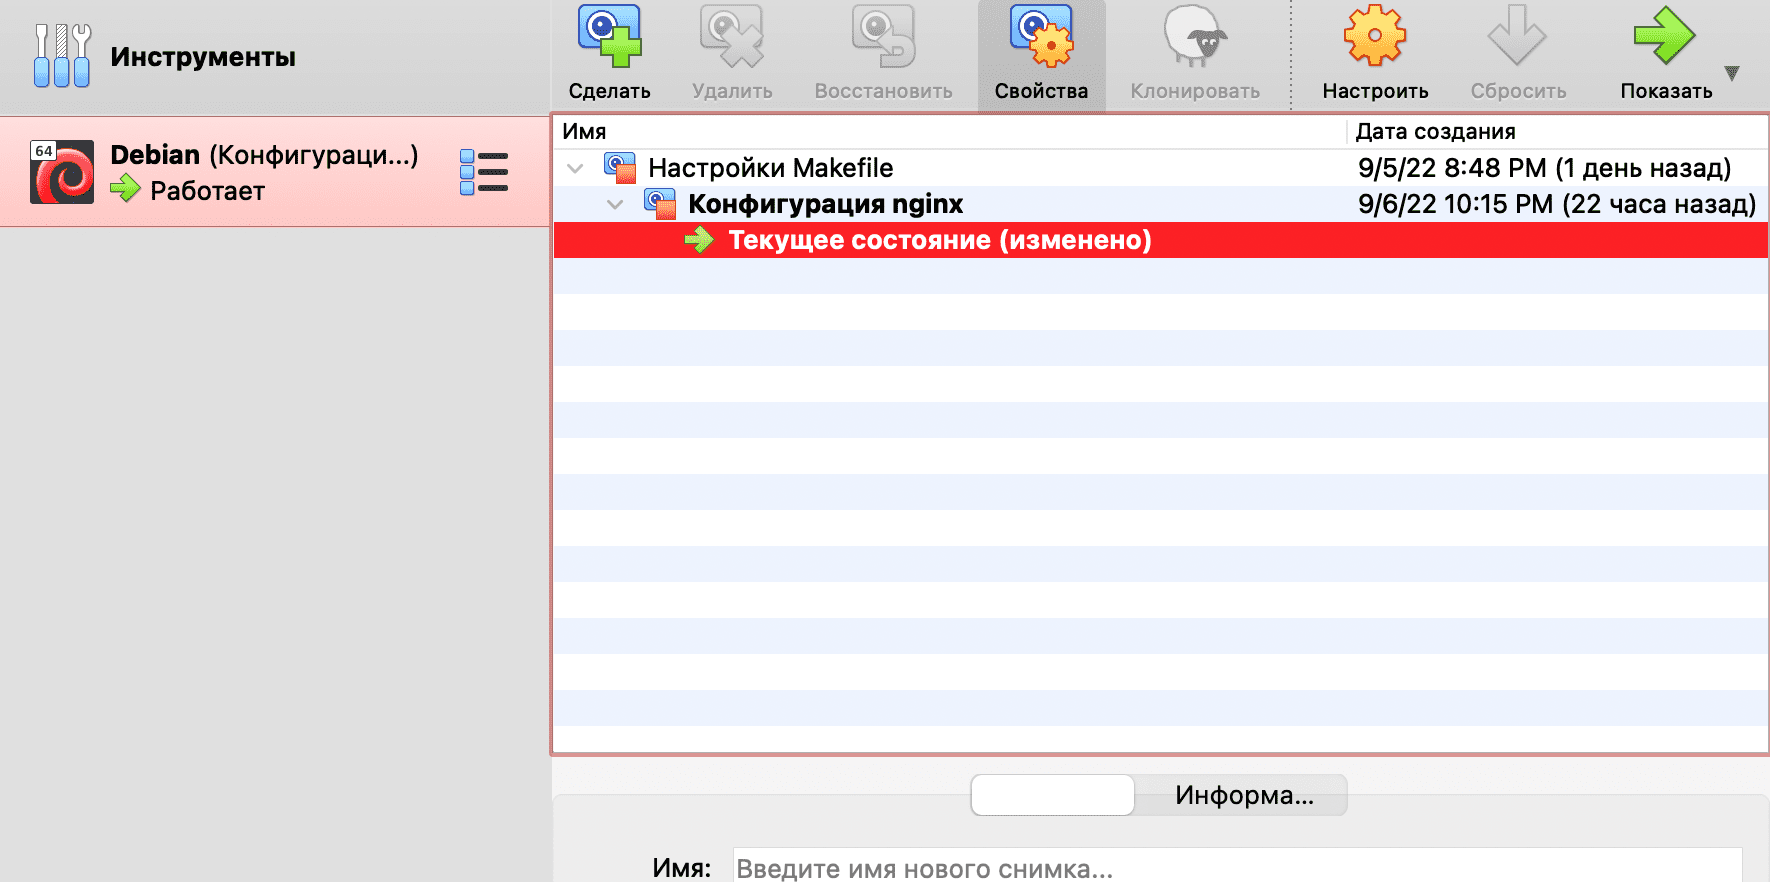 Инструменты
Сделать Удалить Восстановить Свойства Клонировать Настроить Сбросить Показать
64
Debian (Конфигураци...)
Работает
Имя Дата создания
Настройки Makefile 9/5/22 8:48 PM (1 день назад)
Конфигурация nginx 9/6/22 10:15 PM (22 часа назад)
Текущее состояние (изменено)
Информа...
Имя: Введите имя нового снимка...